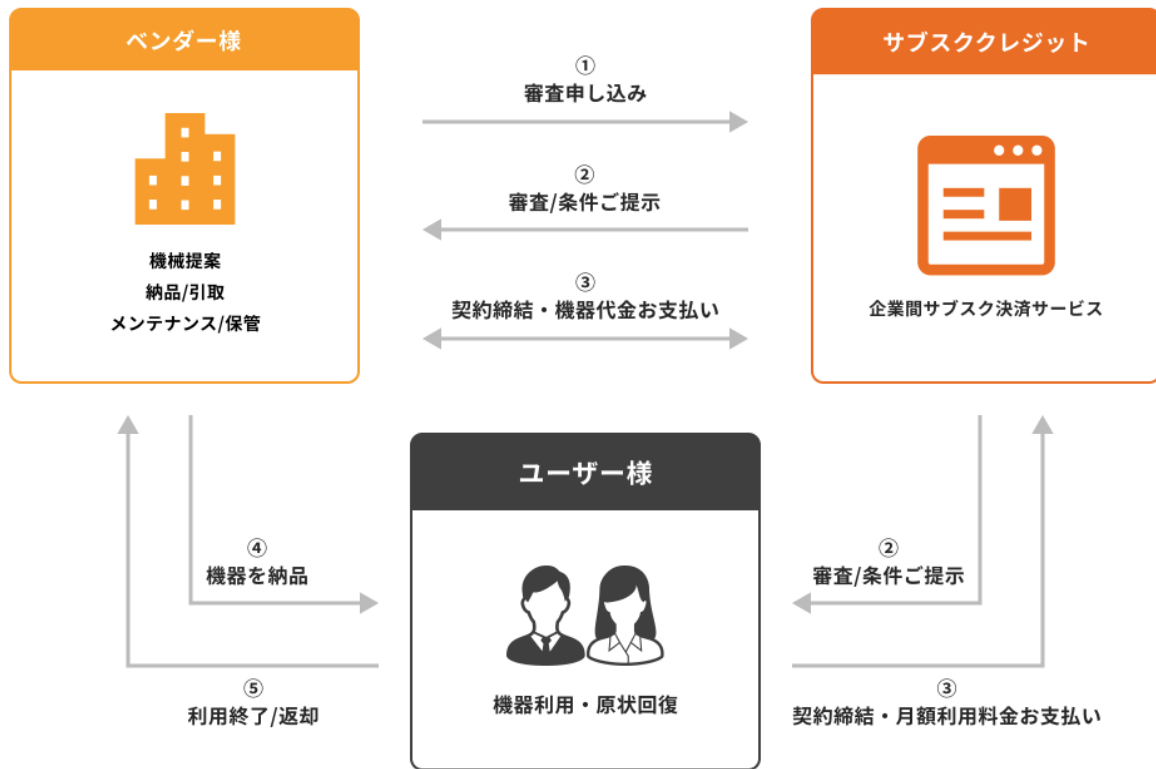 ベンダー様
機械提案
納品/引取
メンテナンス/保管
①
審査申し込み
②
審査/条件ご提示
③
契約締結・機器代金お支払い
サブスククレジット
企業間サブスク決済サービス
④
機器を納品
⑤
利用終了/返却
ユーザー様
機器利用・原状回復
②
審査/条件ご提示
③
契約締結・月額利用料金お支払い